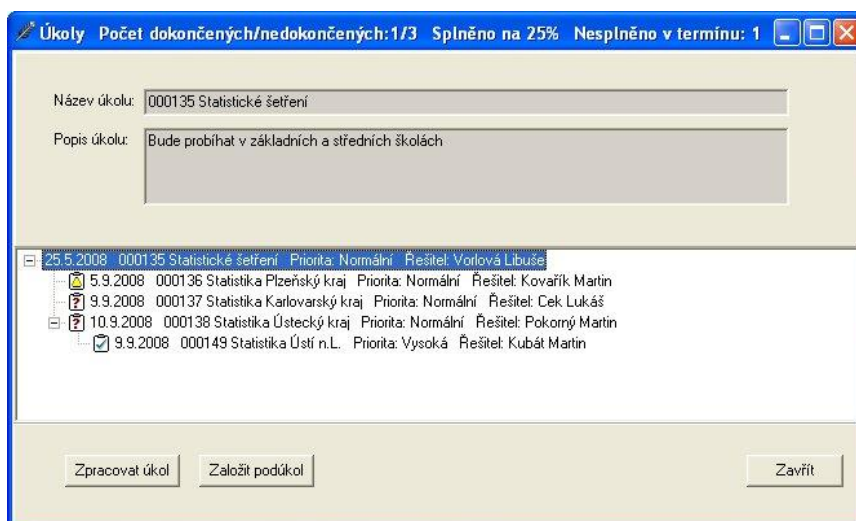 Úkoly Počet dokončených/nedokončených:1/3 Splněno na 25% Nesplněno v termínu: 1
Název úkolu: 000135 Statistické šetření
Popis úkolu: Bude probíhat v základních a středních školách
25.5.2008 000135 Statistické šetření Priorita: Normální Řešitel: Vorlová Libuše
5.9.2008 000136 Statistika Plzeňský kraj Priorita: Normální Řešitel: Kovařík Martin
9.9.2008 000137 Statistika Karlovarský kraj Priorita: Normální Řešitel: Cek Lukáš
10.9.2008 000138 Statistika Ústecký kraj Priorita: Normální Řešitel: Pokorný Martin
9.9.2008 000149 Statistika Ústí n.L. Priorita: Vysoká Řešitel: Kubát Martin
Zpracovat úkol Založit podúkol Zavřít